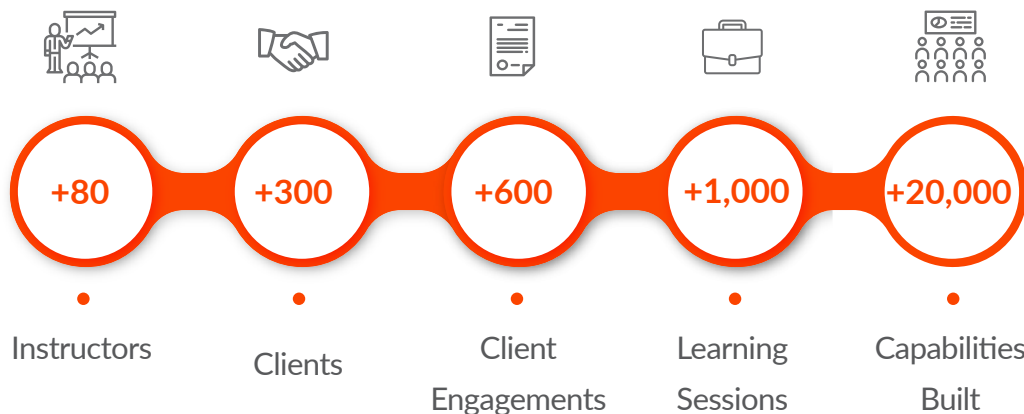 +80
+300
+600
+1,000
+20,000
Instructors
Clients
Client
Engagements
Learning
Sessions
Capabilities
Built